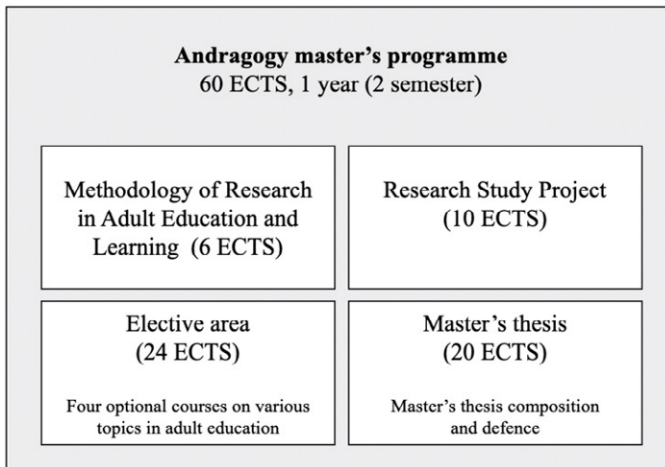 Andragogy master's programme
60 ECTS, 1 year (2 semester)
Methodology of Research
in Adult Education and
Learning (6 ECTS)
Research Study Project
(10 ECTS)
Elective area
(24 ECTS)
Four optional courses on various
topics in adult education
Master's thesis
(20 ECTS)
Master's thesis composition
and defence